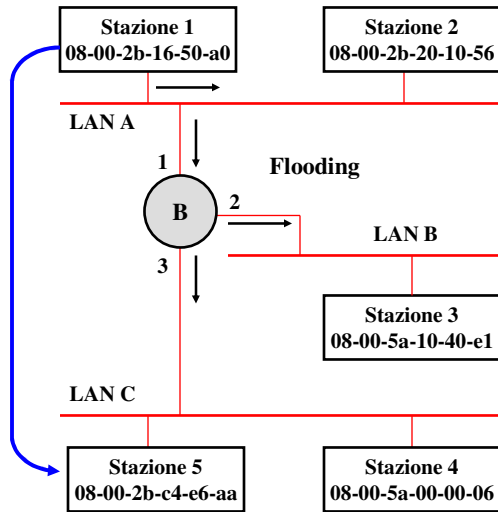 Stazione 1
08-00-2b-16-50-a0
Stazione 2
08-00-2b-20-10-56
LAN A
1
Flooding
B
2
LAN B
3
Stazione 3
08-00-5a-10-40-e1
LAN C
Stazione 5
08-00-2b-c4-e6-aa
Stazione 4
08-00-5a-00-00-06